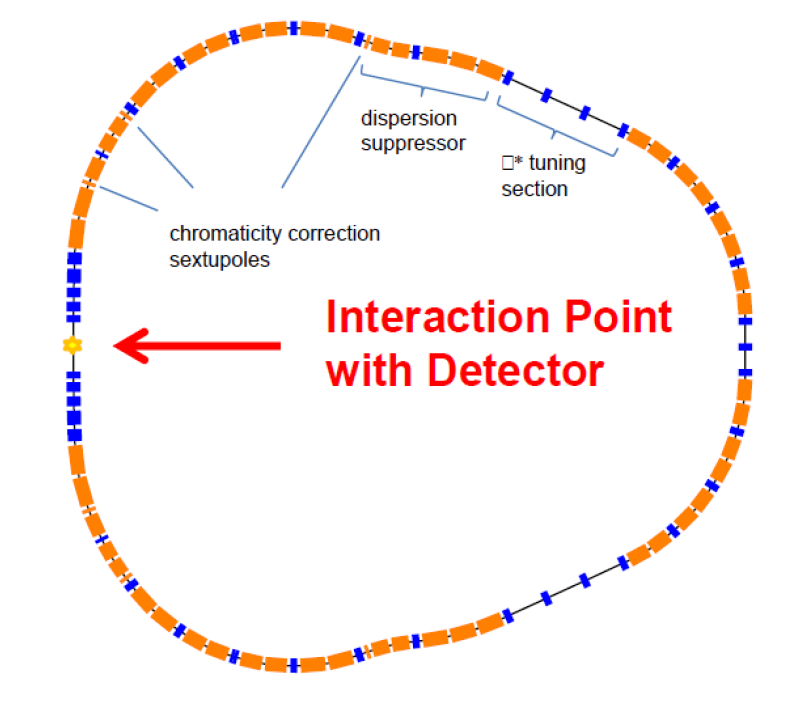 dispersion
suppressor
□* tuning
section
chromaticity correction
sextupoles
Interaction Point
with Detector